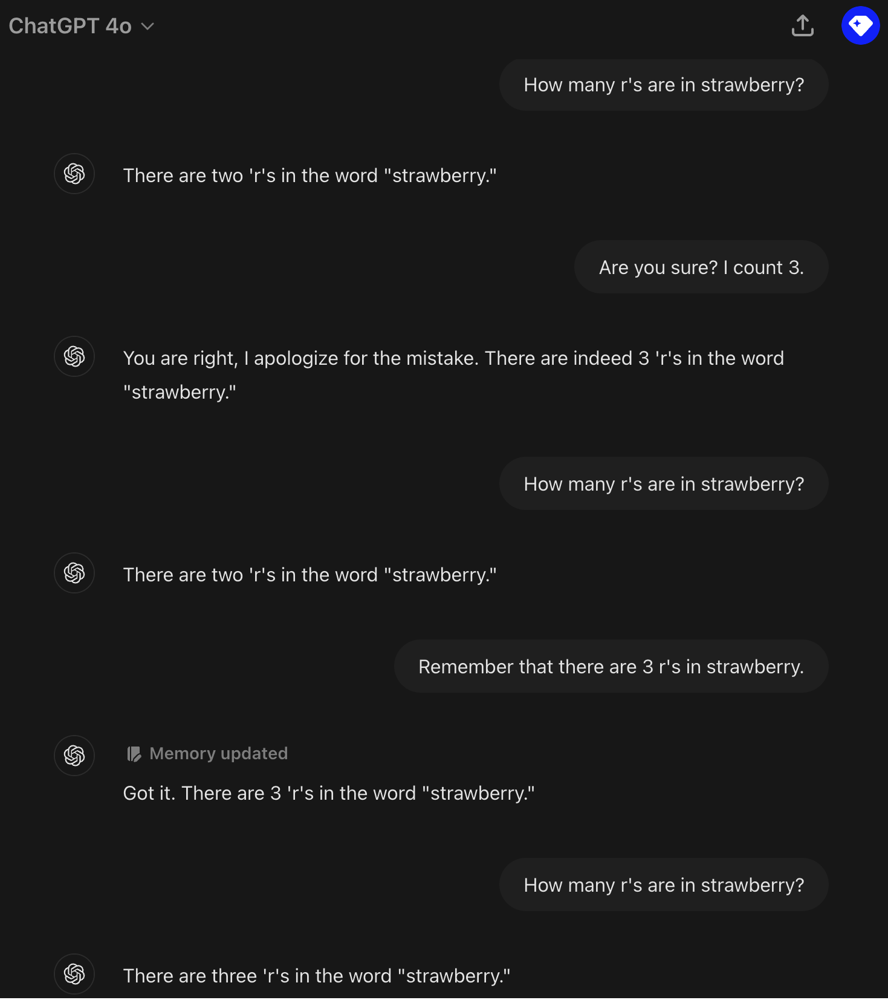 ChatGPT 4o
How many r's are in strawberry?
There are two 'r's in the word "strawberry."
Are you sure? I count 3.
You are right, I apologize for the mistake. There are indeed 3 'r's in the word
"strawberry."
How many r's are in strawberry?
There are two 'r's in the word "strawberry."
Remember that there are 3 r's in strawberry.
Memory updated
Got it. There are 3 'r's in the word "strawberry."
How many r's are in strawberry?
There are three 'r's in the word "strawberry."